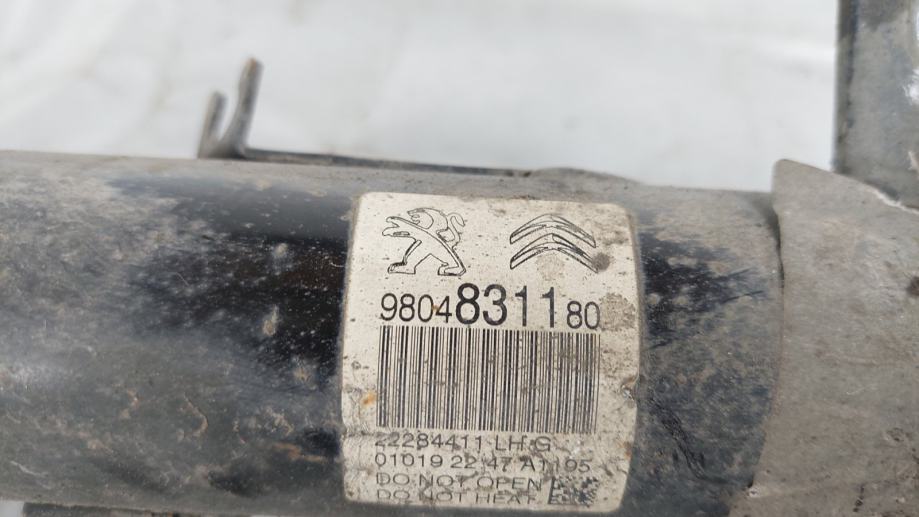 9804831180
22284411 LH G
01019 22:47 A1195
DO NOT OPEN
DO NOT HEAT